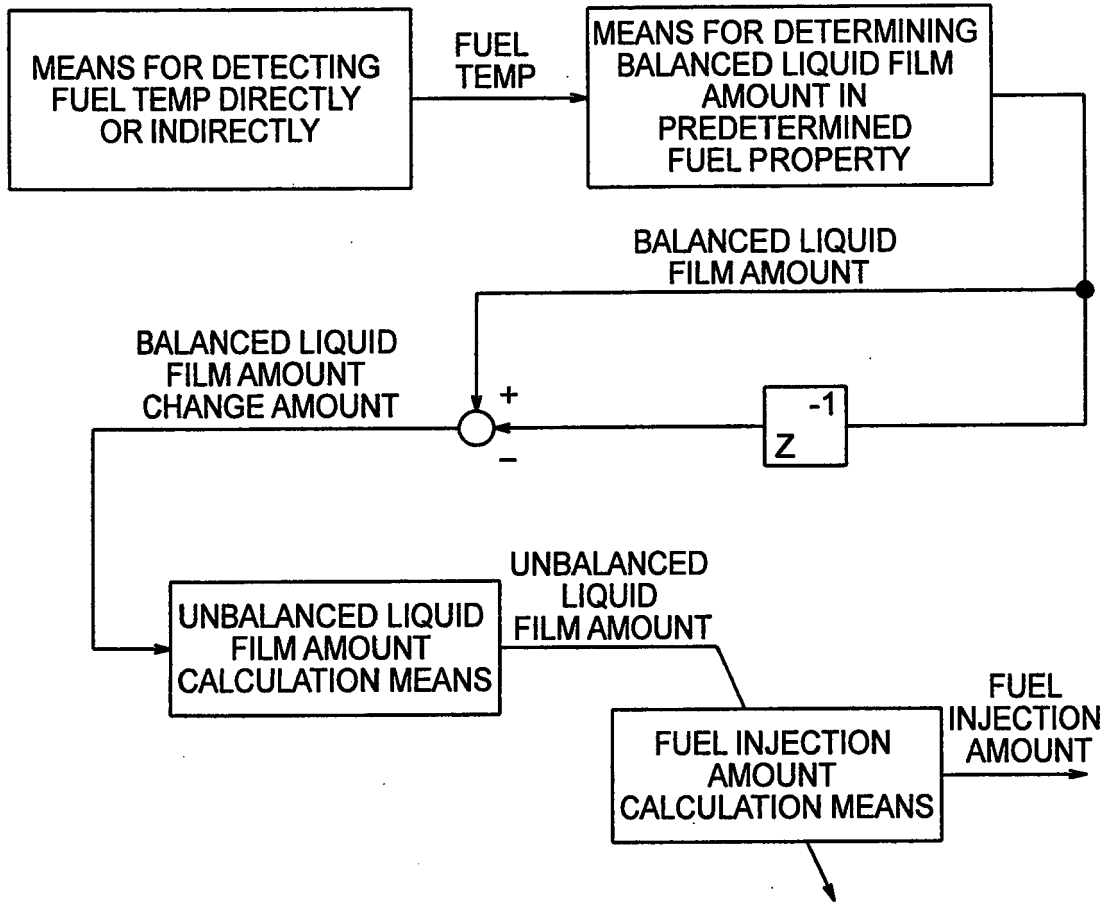 MEANS FOR DETECTING
FUEL TEMP DIRECTLY
OR INDIRECTLY
FUEL
TEMP
MEANS FOR DETERMINING
BALANCED LIQUID FILM
AMOUNT IN
PREDETERMINED
FUEL PROPERTY
BALANCED LIQUID
FILM AMOUNT
BALANCED LIQUID
FILM AMOUNT
CHANGE AMOUNT
+
−
Z -1
UNBALANCED LIQUID
FILM AMOUNT
CALCULATION MEANS
UNBALANCED
LIQUID
FILM AMOUNT
FUEL INJECTION
AMOUNT
CALCULATION MEANS
FUEL
INJECTION
AMOUNT